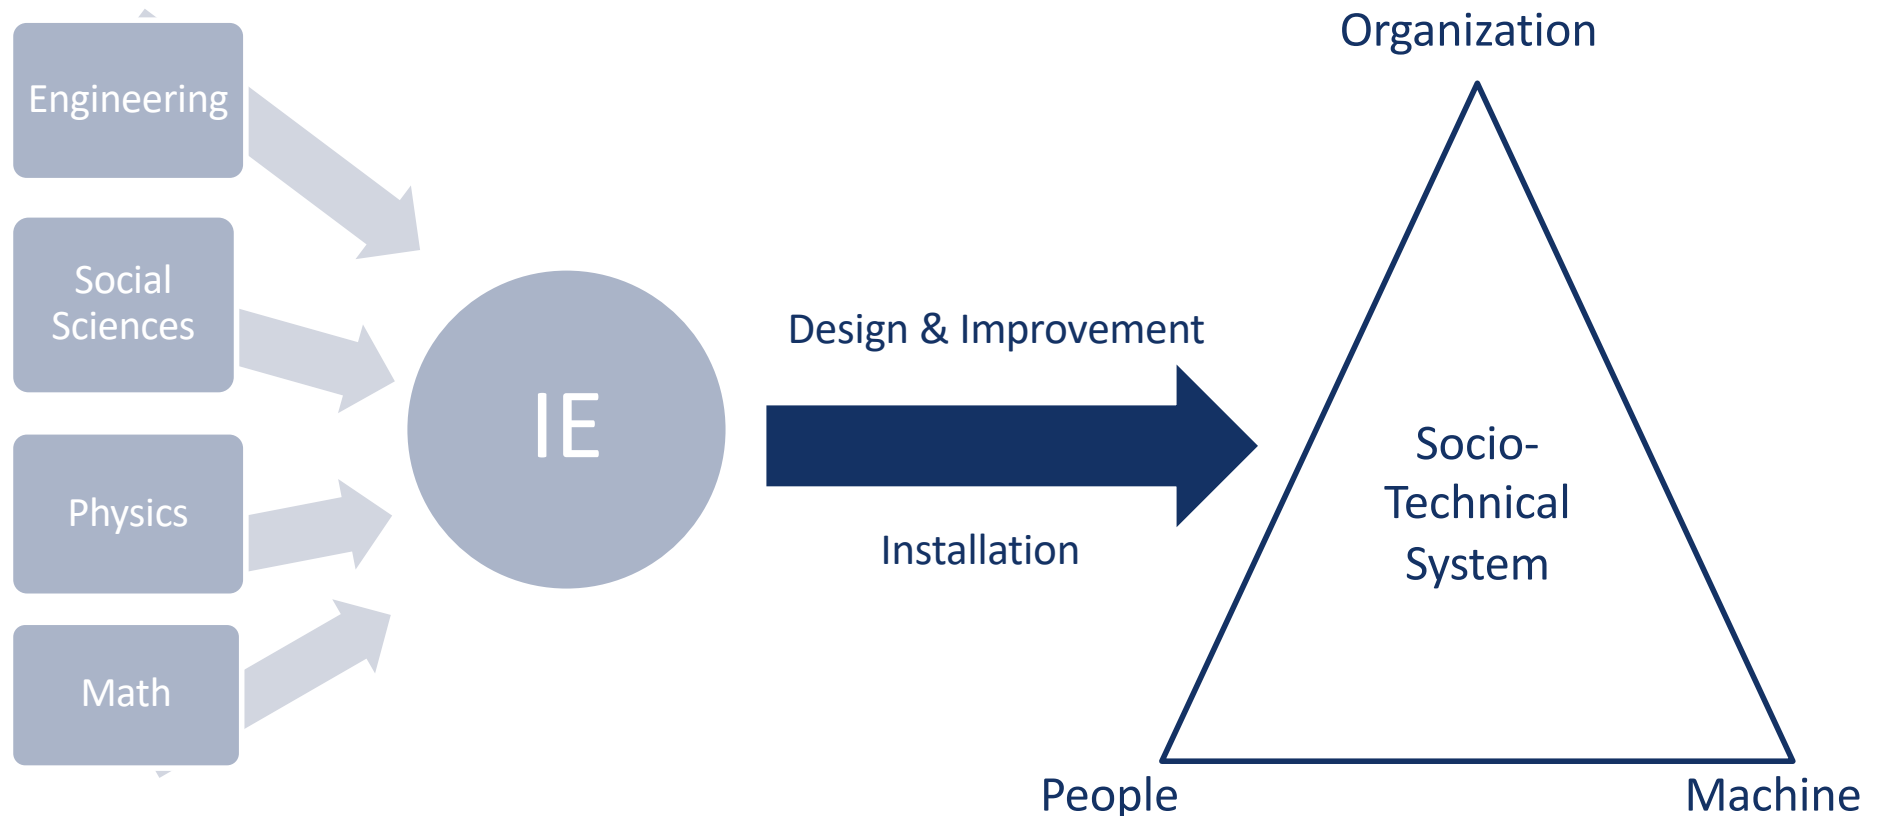 Engineering
Social
Sciences
Physics
Math
IE
Design & Improvement
Installation
Organization
Socio-
Technical
System
People
Machine